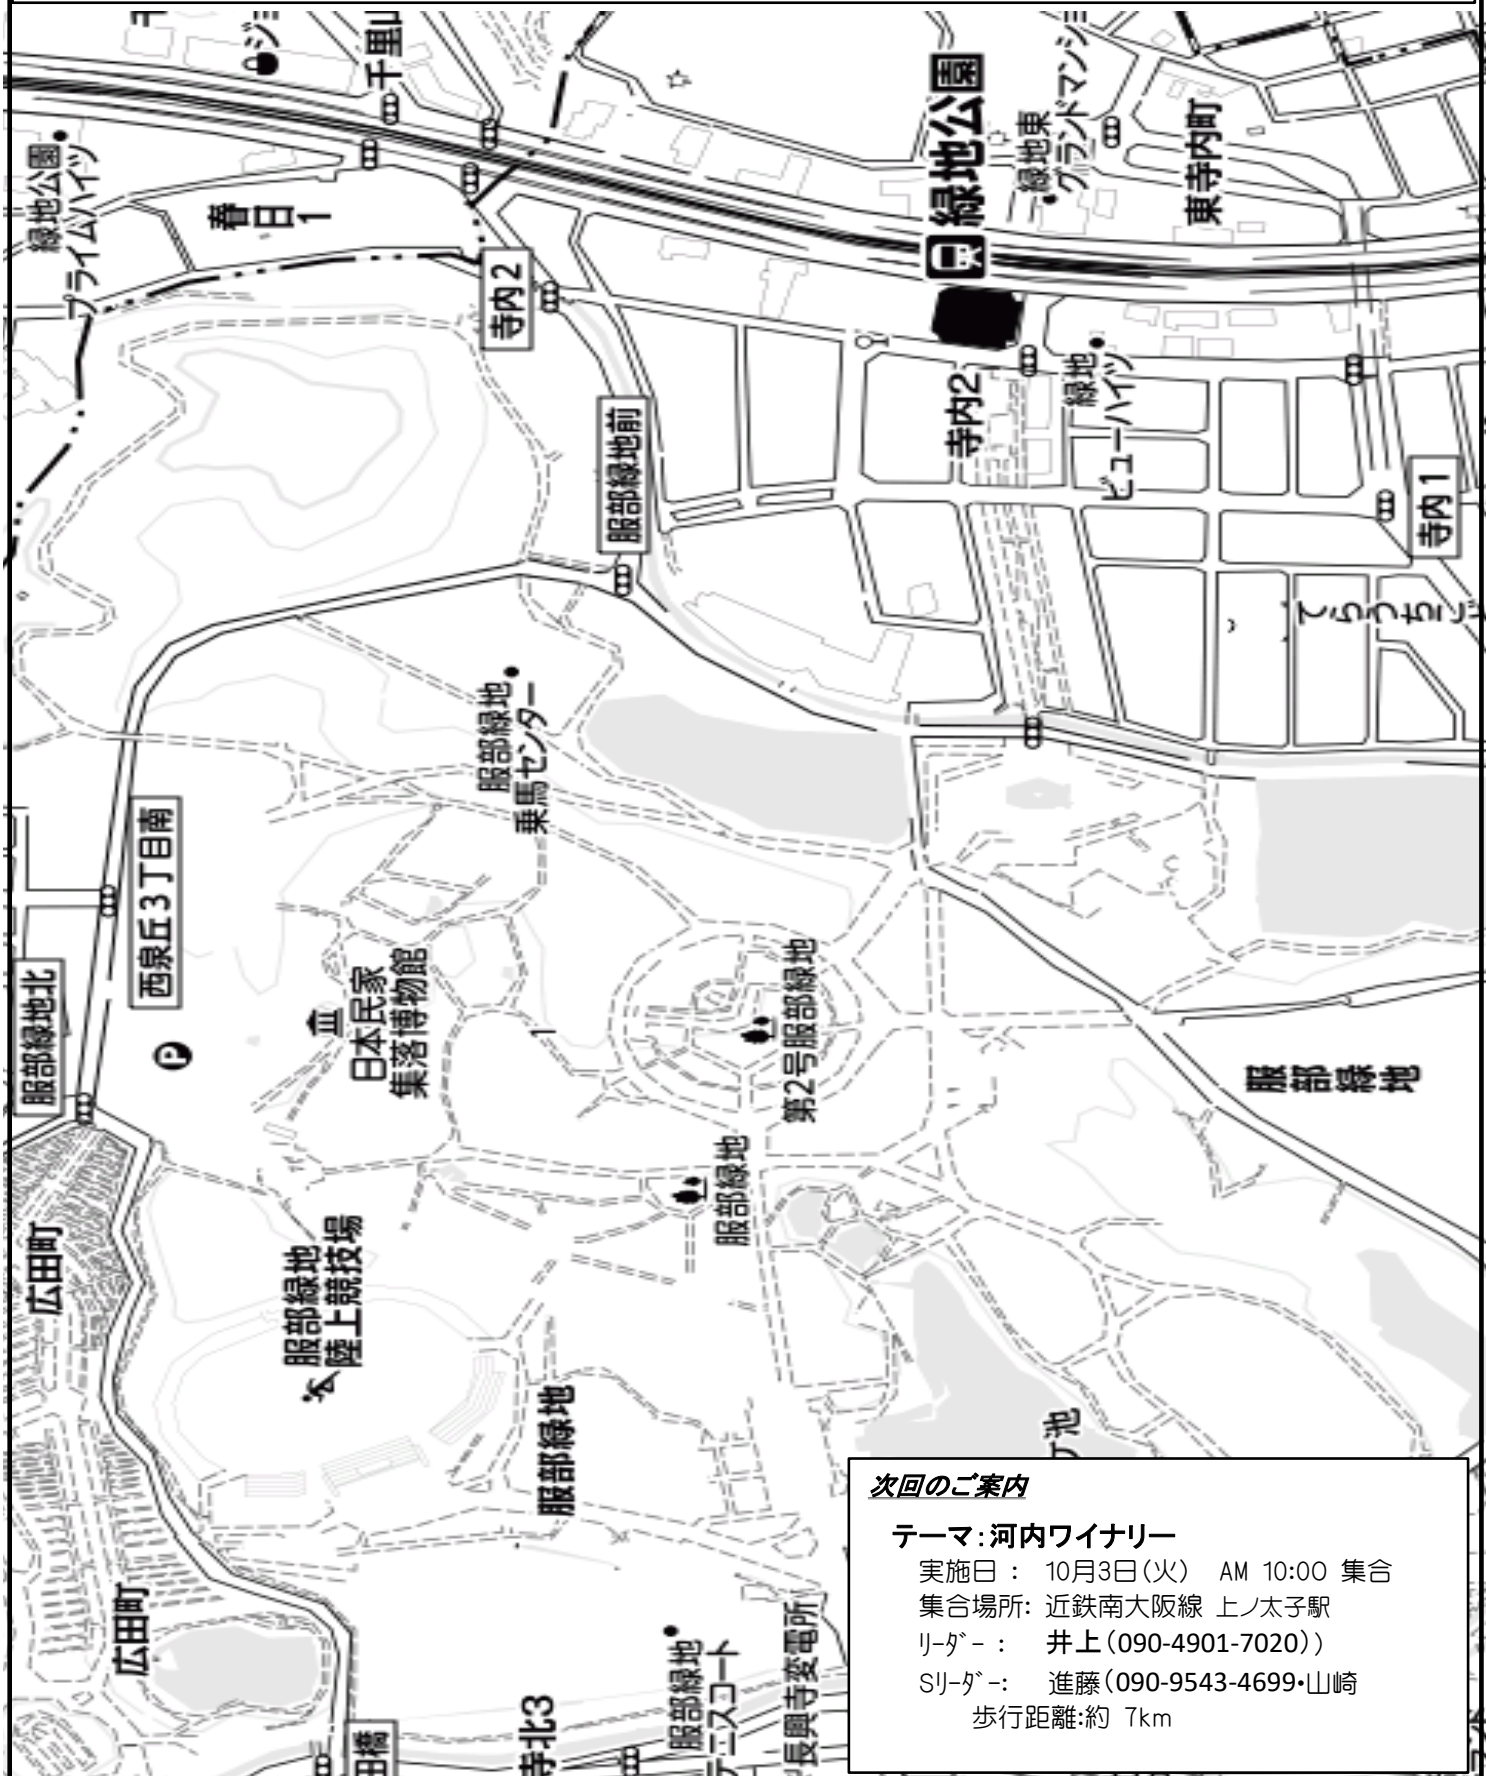 千里山
緑地公園
プライムハイツ
春日1
緑地公園
緑地東
グランドマンショ
東寺内町
寺内2
寺内2
緑地
ビューハイツ
服部緑地前
寺内1
てらうち
服部緑地
乗馬センター
西泉丘3丁目南
服部緑地北
P
日本民家
集落博物館
第2号服部緑地
服部緑地
服部緑地
広田町
服部緑地
陸上競技場
服部緑地
広田町
田橋
寺北3
服部緑地
テニスコート
長興寺変電所
次回のご案内
テーマ:河内ワイナリー
実施日： 10月3日(火) AM 10:00 集合
集合場所: 近鉄南大阪線 上ノ太子駅
ﾘｰﾀﾞｰ： 井上(090-4901-7020))
Sﾘｰﾀﾞｰ: 進藤(090-9543-4699・山崎
歩行距離:約 7km